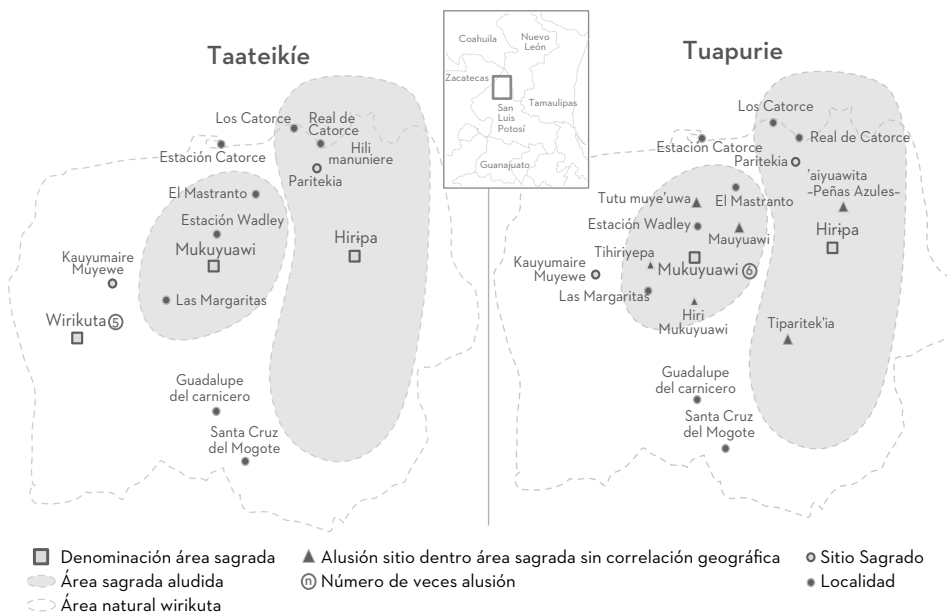 Taateikíe
Los Catorce
Real de
Catorce
Estación Catorce
Hili
manuniere
Paritekia
El Mastranto
Estación Wadley
Mukuyuawi
Hiripa
Kauyumaire
Muyewe
Las Margaritas
Wirikuta 5
Guadalupe
del carnicero
Santa Cruz
del Mogote
Coahuila
Nuevo
León
Zacatecas
Tamaulipas
San
Luis
Potosí
Guanajuato
Tuapurie
Los Catorce
Real de Catorce
Estación Catorce
Paritekia
'aiyuawita
-Peñas Azules-
Tutu muye'uwa
El Mastranto
Estación Wadley
Mauyuawi
Hiripa
Tihiriyepa
Mukuyuawi 6
Kauyumaire
Muyewe
Las Margaritas
Hiri
Mukuyuawi
Tiparitek'ia
Guadalupe
del carnicero
Santa Cruz
del Mogote
Denominación área sagrada
Alusión sitio dentro área sagrada sin correlación geográfica
Sitio Sagrado
Área sagrada aludida
n Número de veces alusión
Localidad
Área natural wirikuta